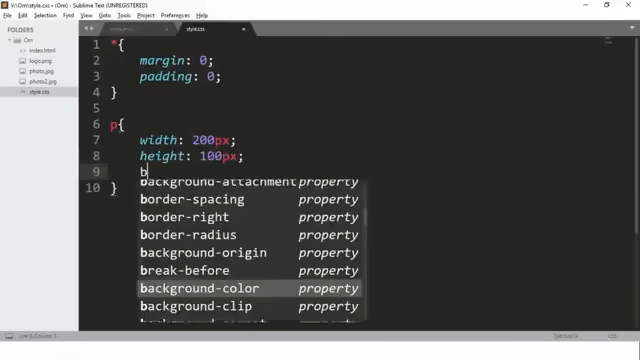 V:\Om\style.css - Sublime Text (UNREGISTERED)
File Edit Selection Find View Goto Tools Project Preferences Help
FOLDERS
Om
index.html
logo.png
photo.jpg
photo2.jpg
style.css
style.css
1 *{
2 margin: 0;
3 padding: 0;
4 }
5
6 p{
7 width: 200px;
8 height: 100px;
9 b
10 }
background-attachment property
border-spacing property
border-right property
border-radius property
background-origin property
break-before property
background-color property
background-clip property